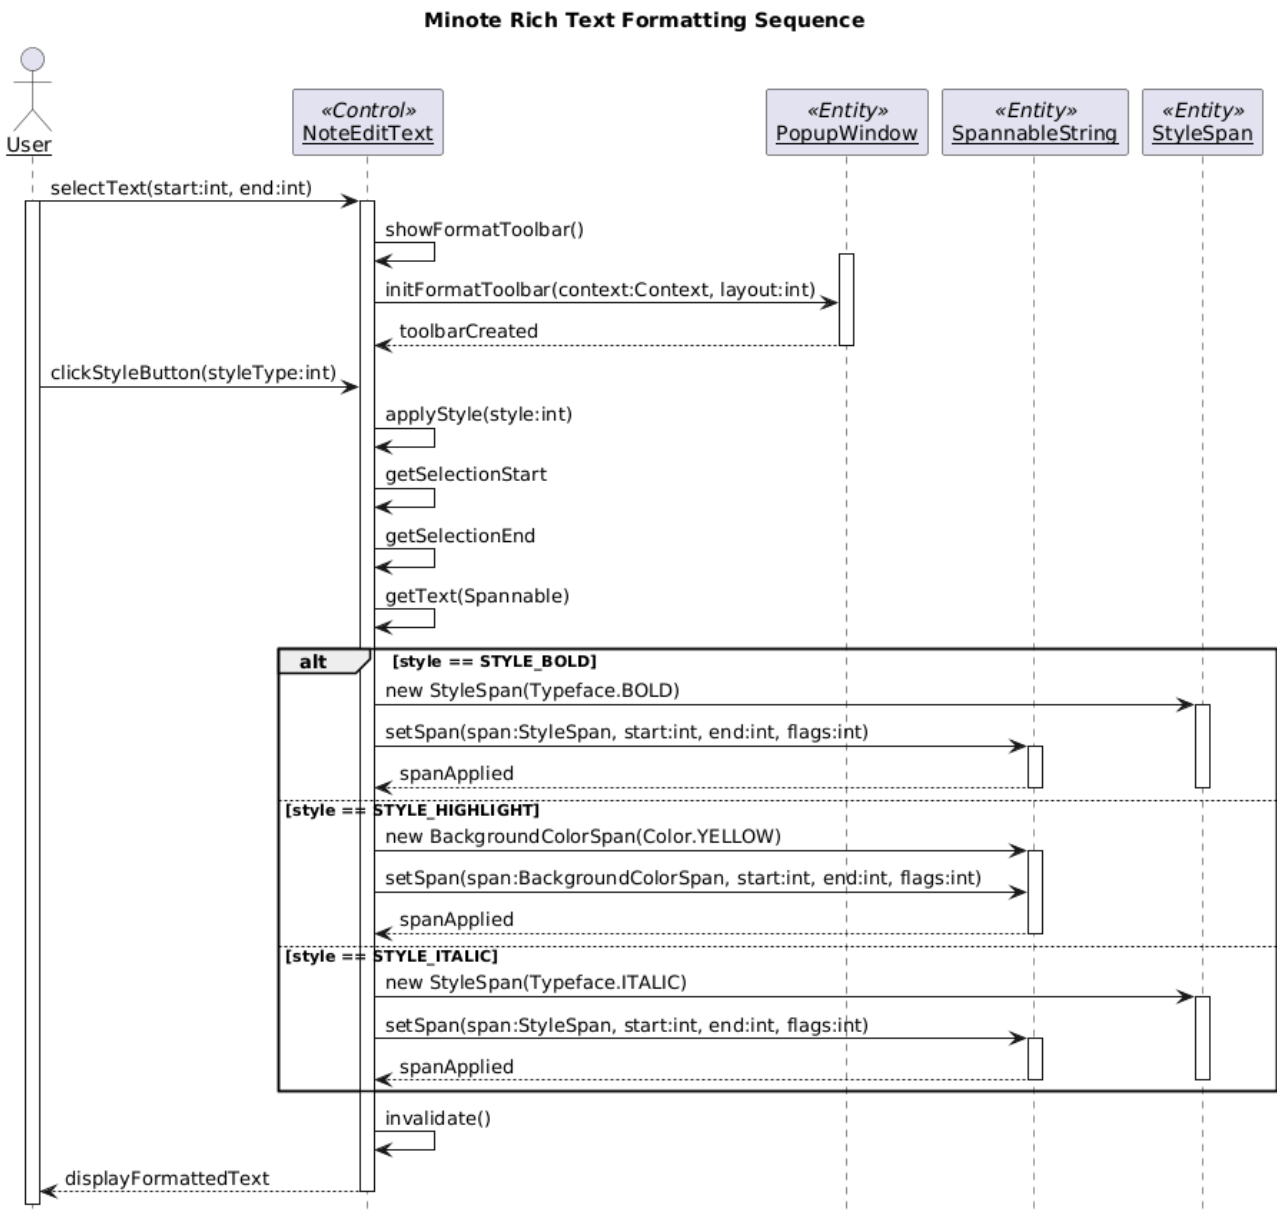 Minote Rich Text Formatting Sequence
User
«Control»
NoteEditText
«Entity»
PopupWindow
«Entity»
SpannableString
«Entity»
StyleSpan
selectText(start:int, end:int)
showFormatToolbar()
initFormatToolbar(context:Context, layout:int)
toolbarCreated
clickStyleButton(styleType:int)
applyStyle(style:int)
getSelectionStart
getSelectionEnd
getText(Spannable)
alt [style == STYLE_BOLD]
new StyleSpan(Typeface.BOLD)
setSpan(span:StyleSpan, start:int, end:int, flags:int)
spanApplied
[style == STYLE_HIGHLIGHT]
new BackgroundColorSpan(Color.YELLOW)
setSpan(span:BackgroundColorSpan, start:int, end:int, flags:int)
spanApplied
[style == STYLE_ITALIC]
new StyleSpan(Typeface.ITALIC)
setSpan(span:StyleSpan, start:int, end:int, flags:int)
spanApplied
invalidate()
displayFormattedText